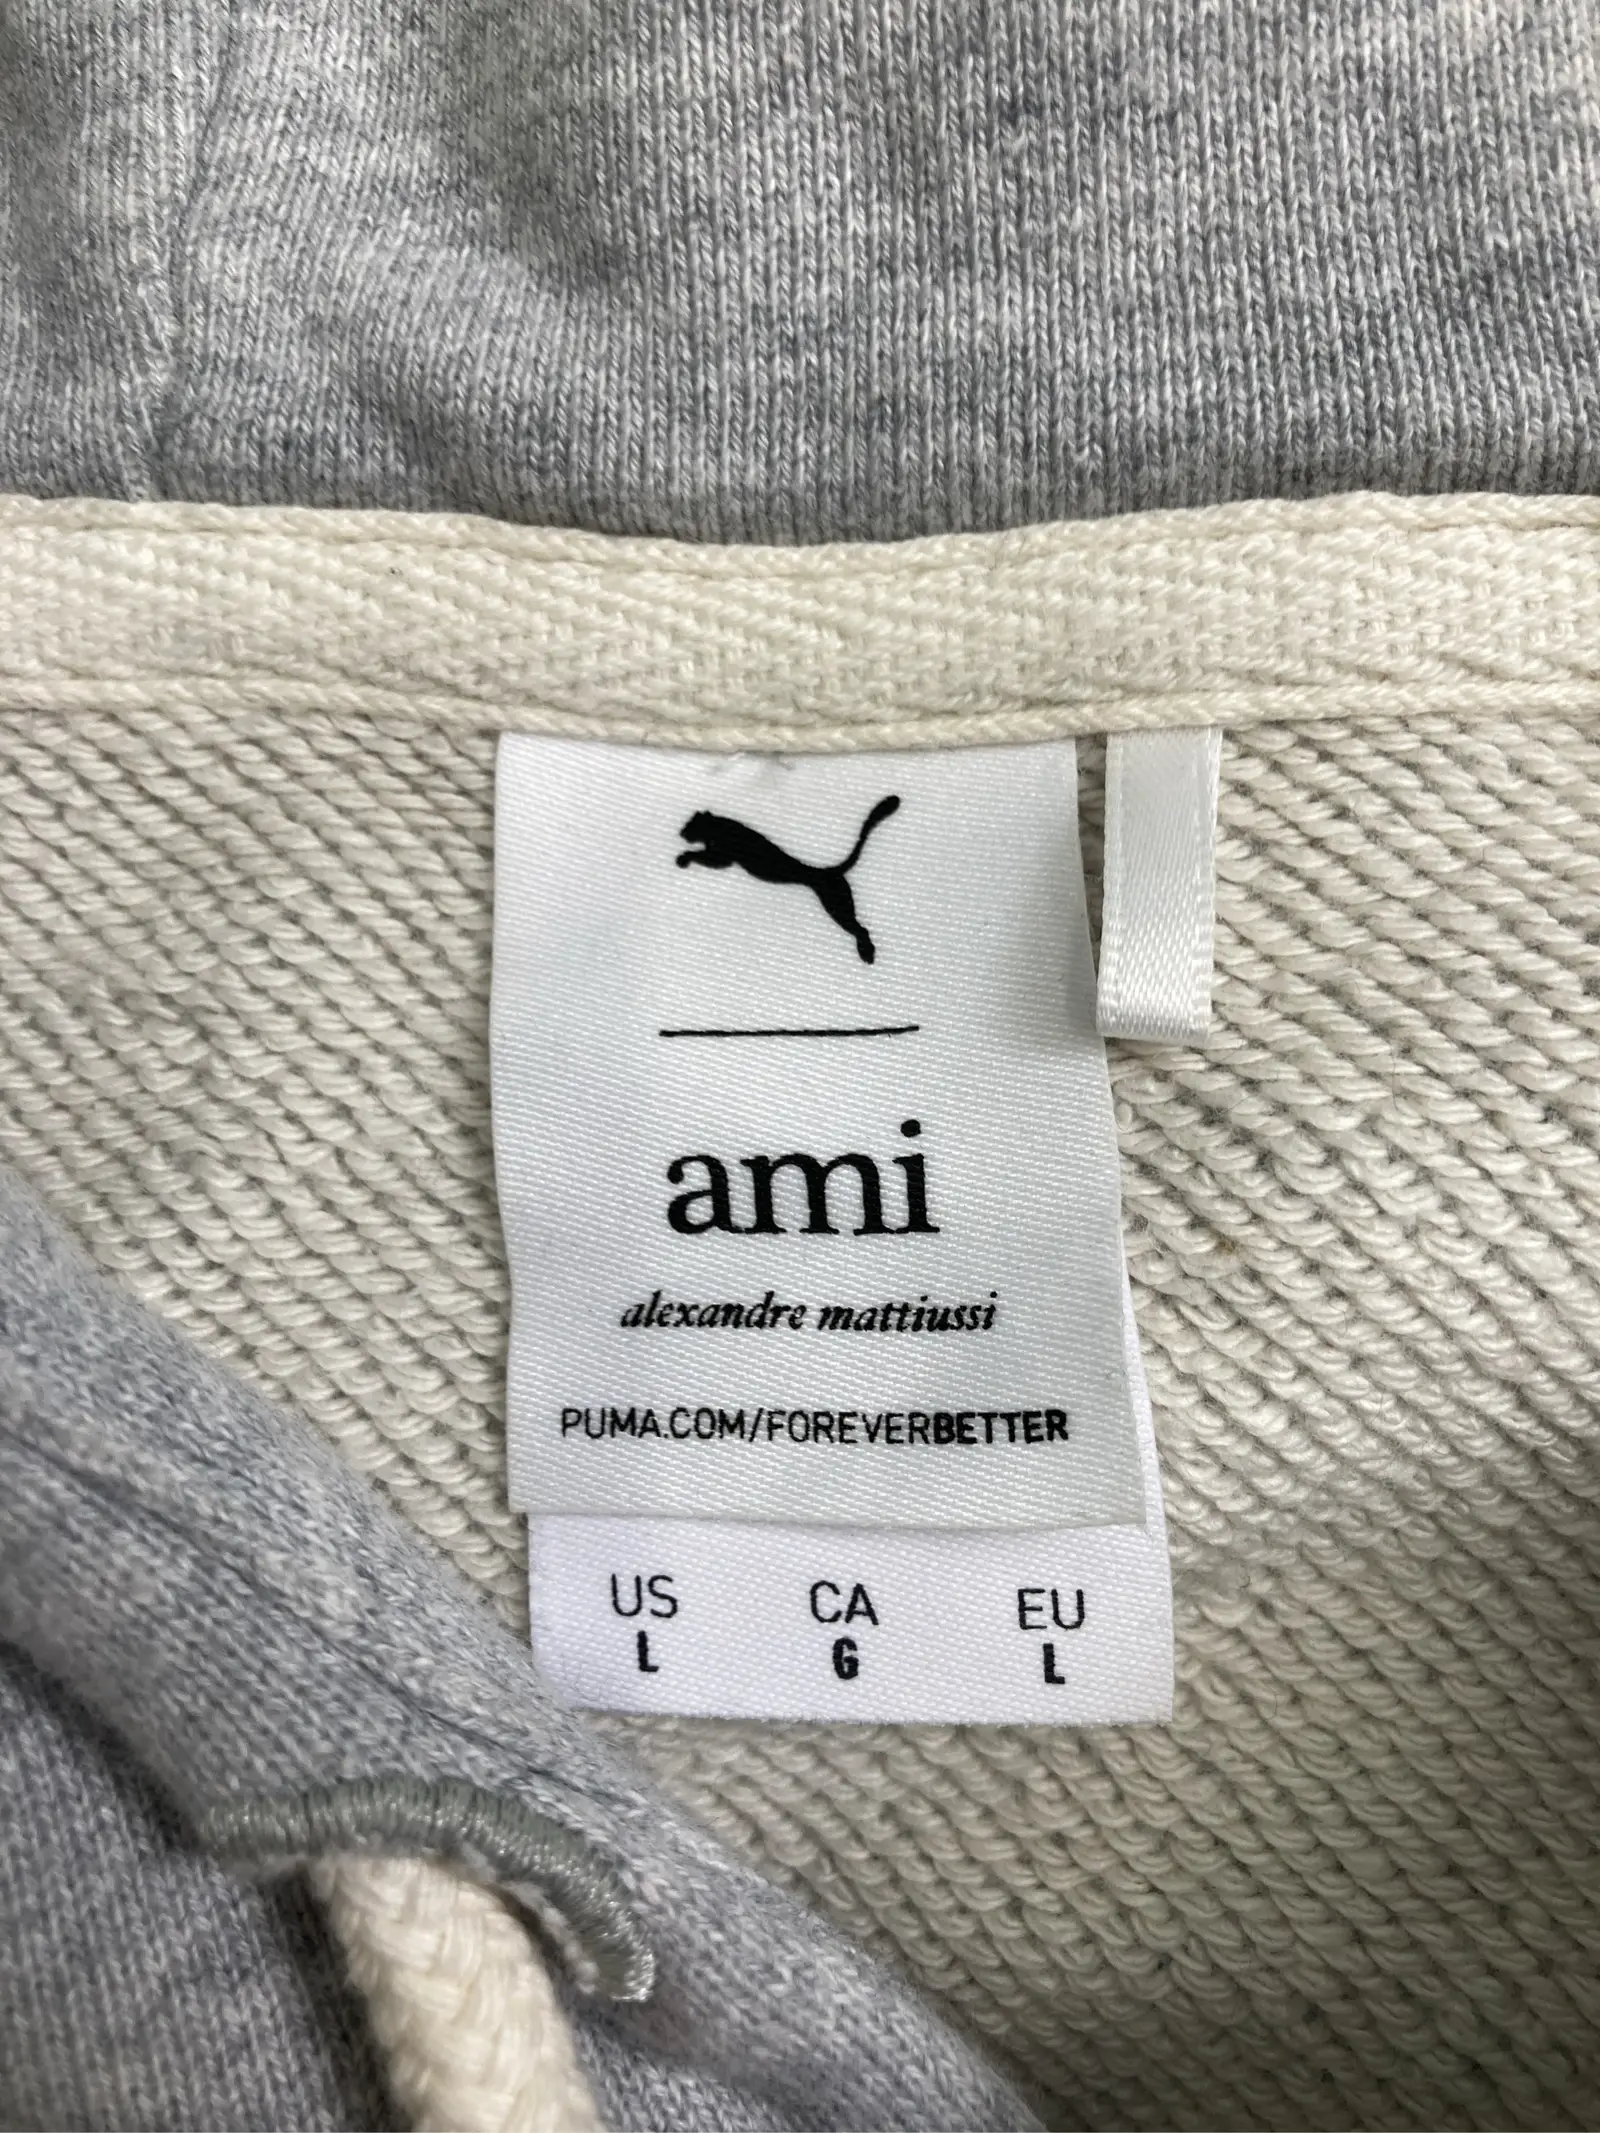 ami
alexandre mattiussi
PUMA.COM/FOREVERBETTER
US CA EU
L G L